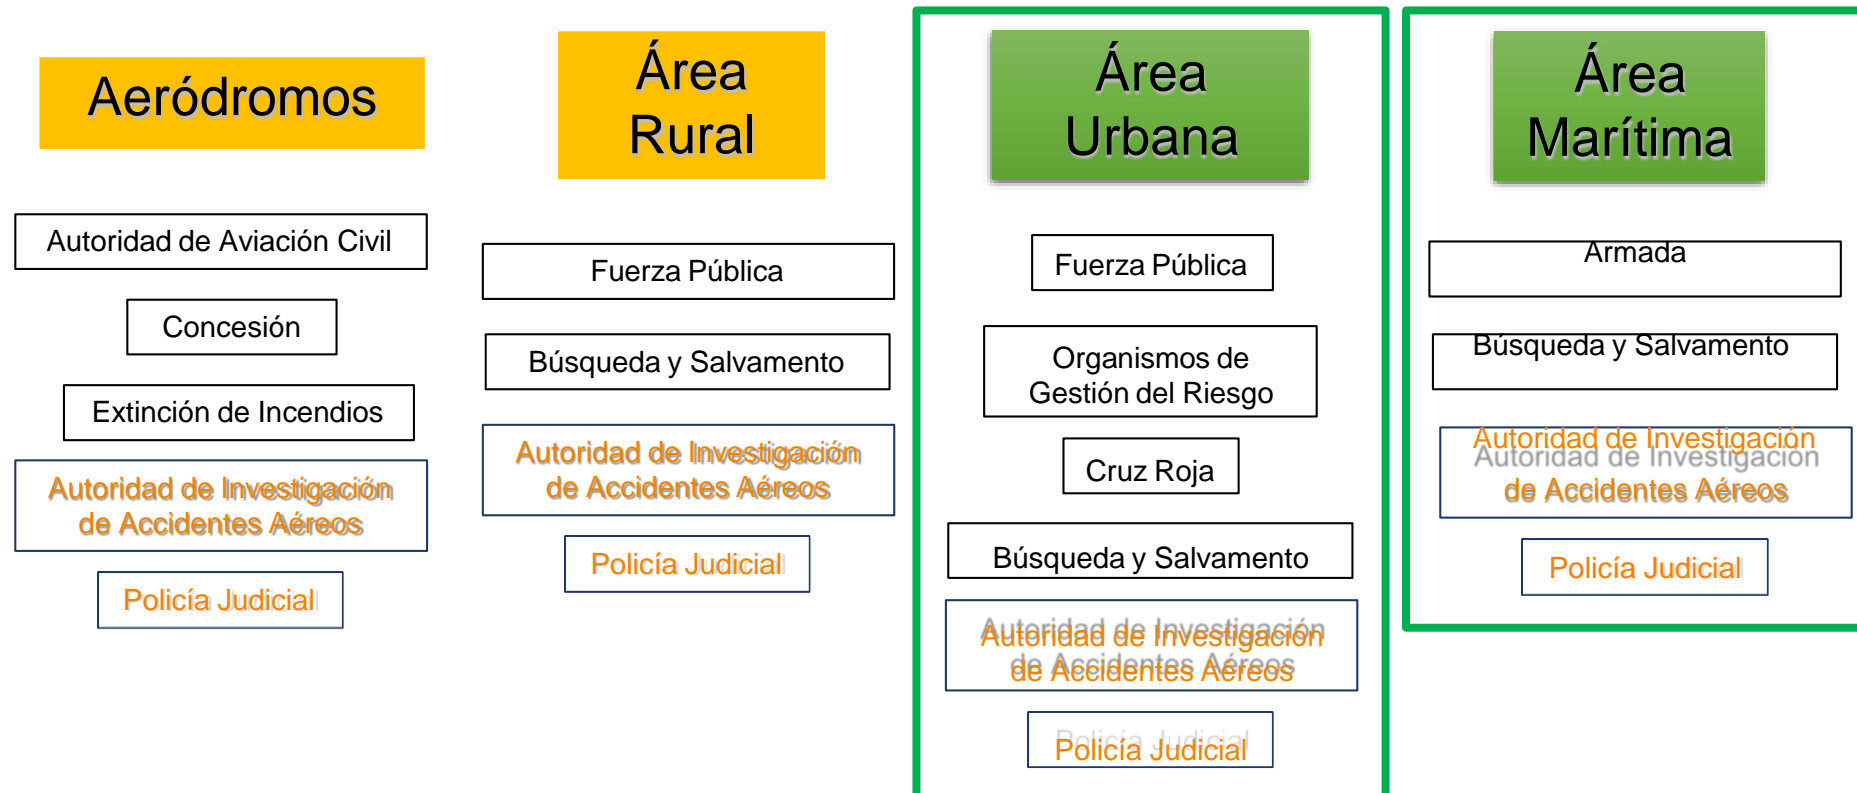 Aeródromos
Autoridad de Aviación Civil
Concesión
Extinción de Incendios
Autoridad de Investigación
de Accidentes Aéreos
Policía Judicial
Área
Rural
Fuerza Pública
Búsqueda y Salvamento
Autoridad de Investigación
de Accidentes Aéreos
Policía Judicial
Área
Urbana
Fuerza Pública
Organismos de
Gestión del Riesgo
Cruz Roja
Búsqueda y Salvamento
Autoridad de Investigación
de Accidentes Aéreos
Policía Judicial
Área
Marítima
Armada
Búsqueda y Salvamento
Autoridad de Investigación
de Accidentes Aéreos
Policía Judicial